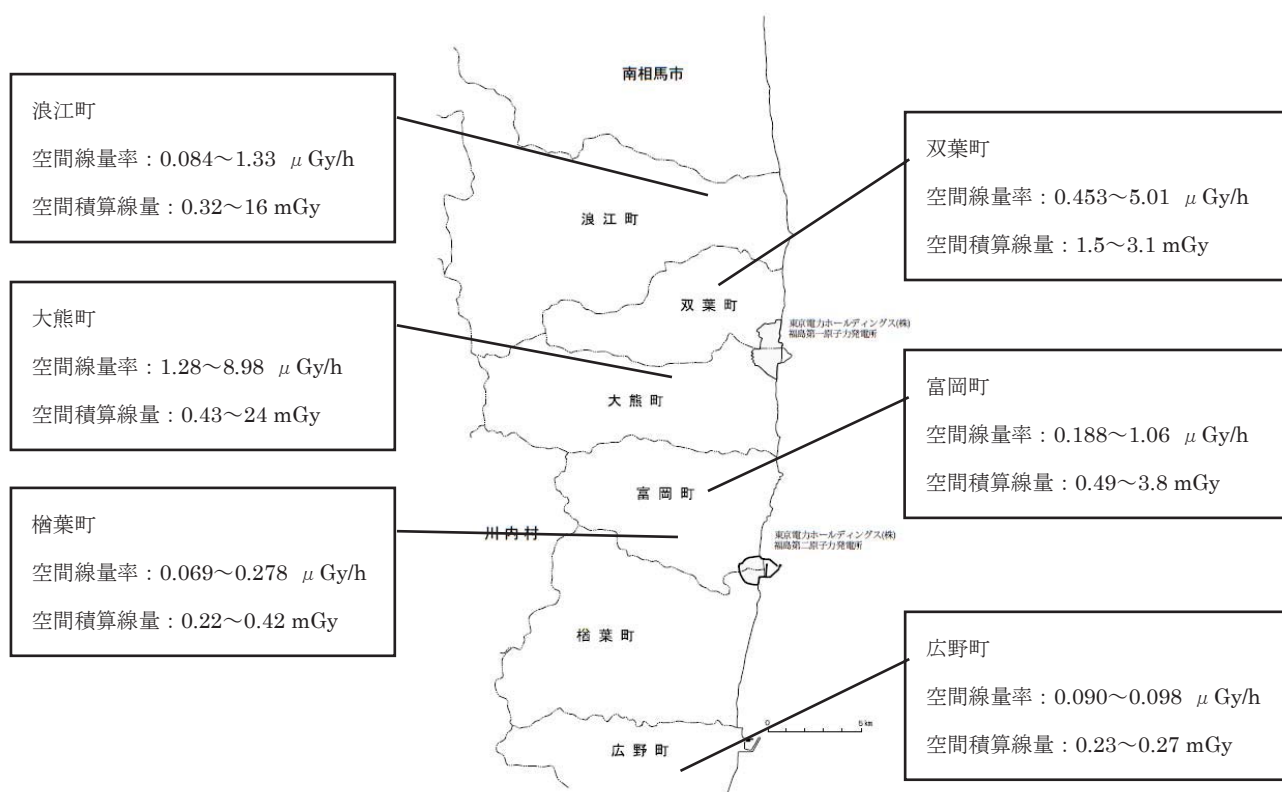 南相馬市
浪江町
空間線量率：0.084～1.33 μGy/h
空間積算線量：0.32～16 mGy
双葉町
空間線量率：0.453～5.01 μGy/h
空間積算線量：1.5～3.1 mGy
浪江町
大熊町
空間線量率：1.28～8.98 μGy/h
空間積算線量：0.43～24 mGy
双葉町
東京電力ホールディングス(株)
福島第一原子力発電所
大熊町
富岡町
空間線量率：0.188～1.06 μGy/h
空間積算線量：0.49～3.8 mGy
富岡町
楢葉町
空間線量率：0.069～0.278 μGy/h
空間積算線量：0.22～0.42 mGy
川内村
東京電力ホールディングス(株)
福島第二原子力発電所
楢葉町
広野町
空間線量率：0.090～0.098 μGy/h
空間積算線量：0.23～0.27 mGy
0 5km
広野町